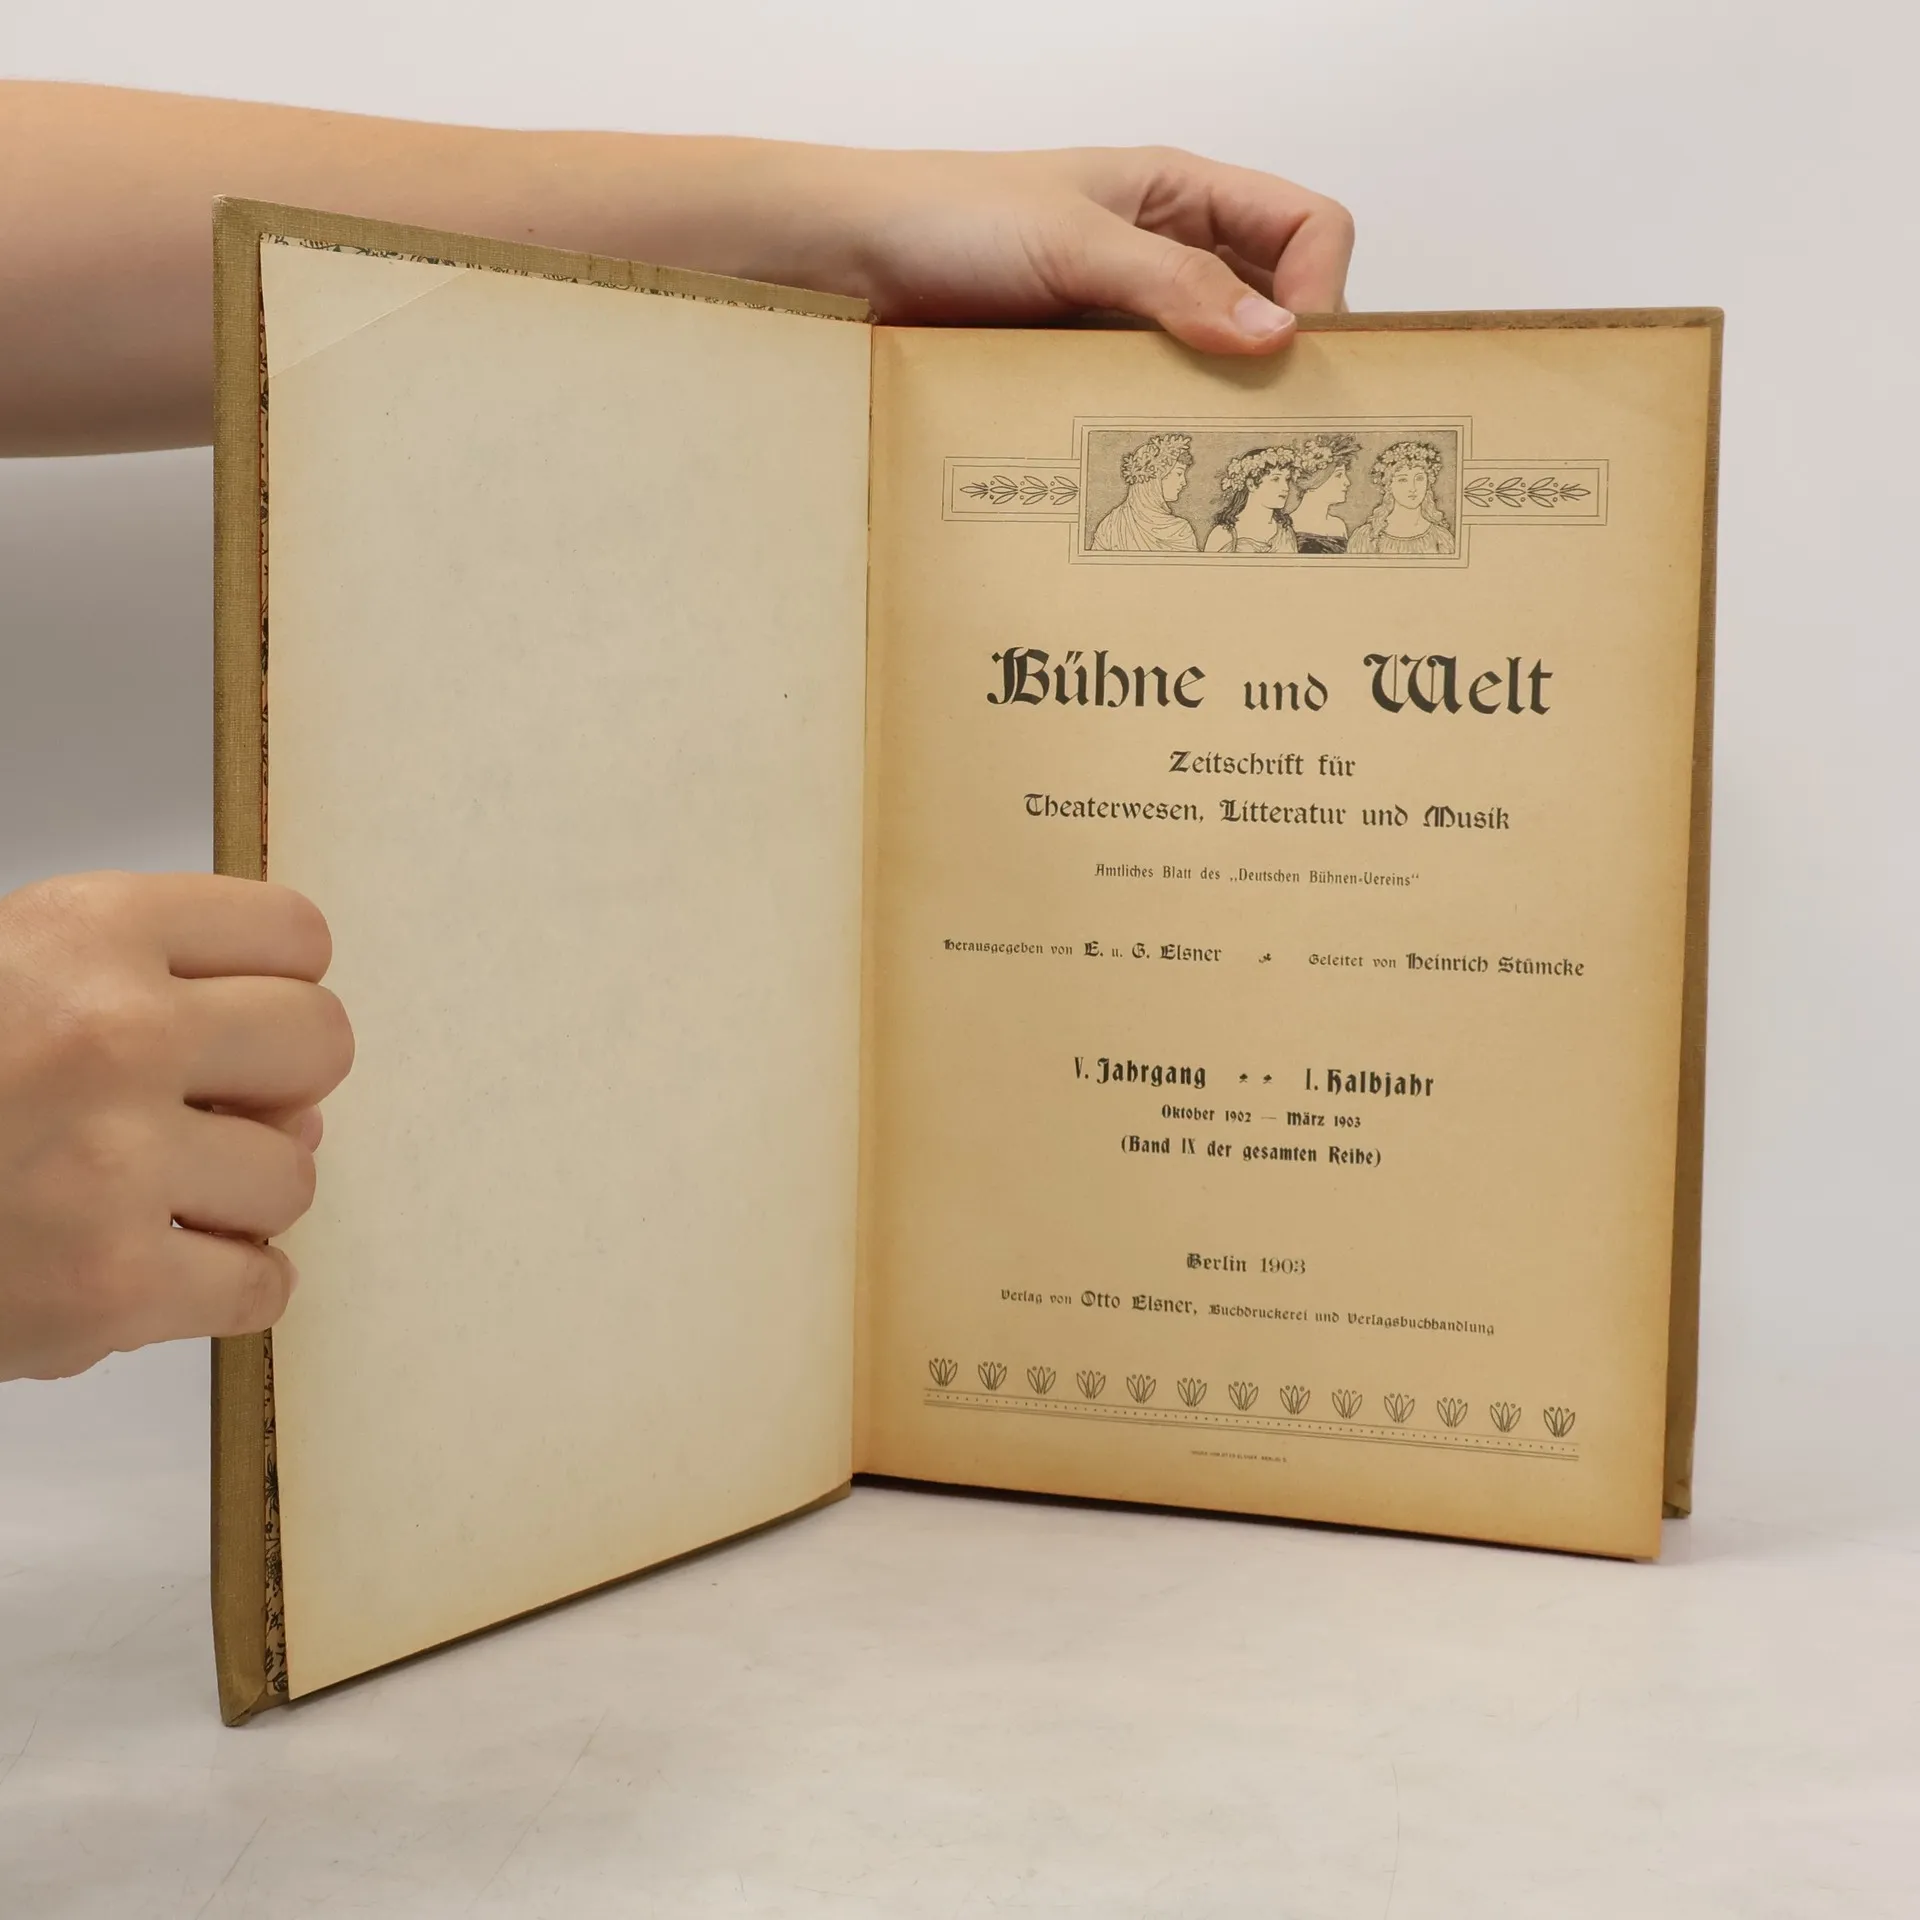 Bühne und Welt
Zeitschrift für
Theaterwesen, Litteratur und Musik
Amtliches Blatt des „Deutschen Bühnen-Vereins“
Herausgegeben von E. u. G. Elsner Geleitet von Heinrich Stümcke
V. Jahrgang I. Halbjahr
Oktober 1902 — März 1903
(Band IX der gesamten Reihe)
Berlin 1903
Verlag von Otto Elsner, Buchdruckerei und Verlagsbuchhandlung